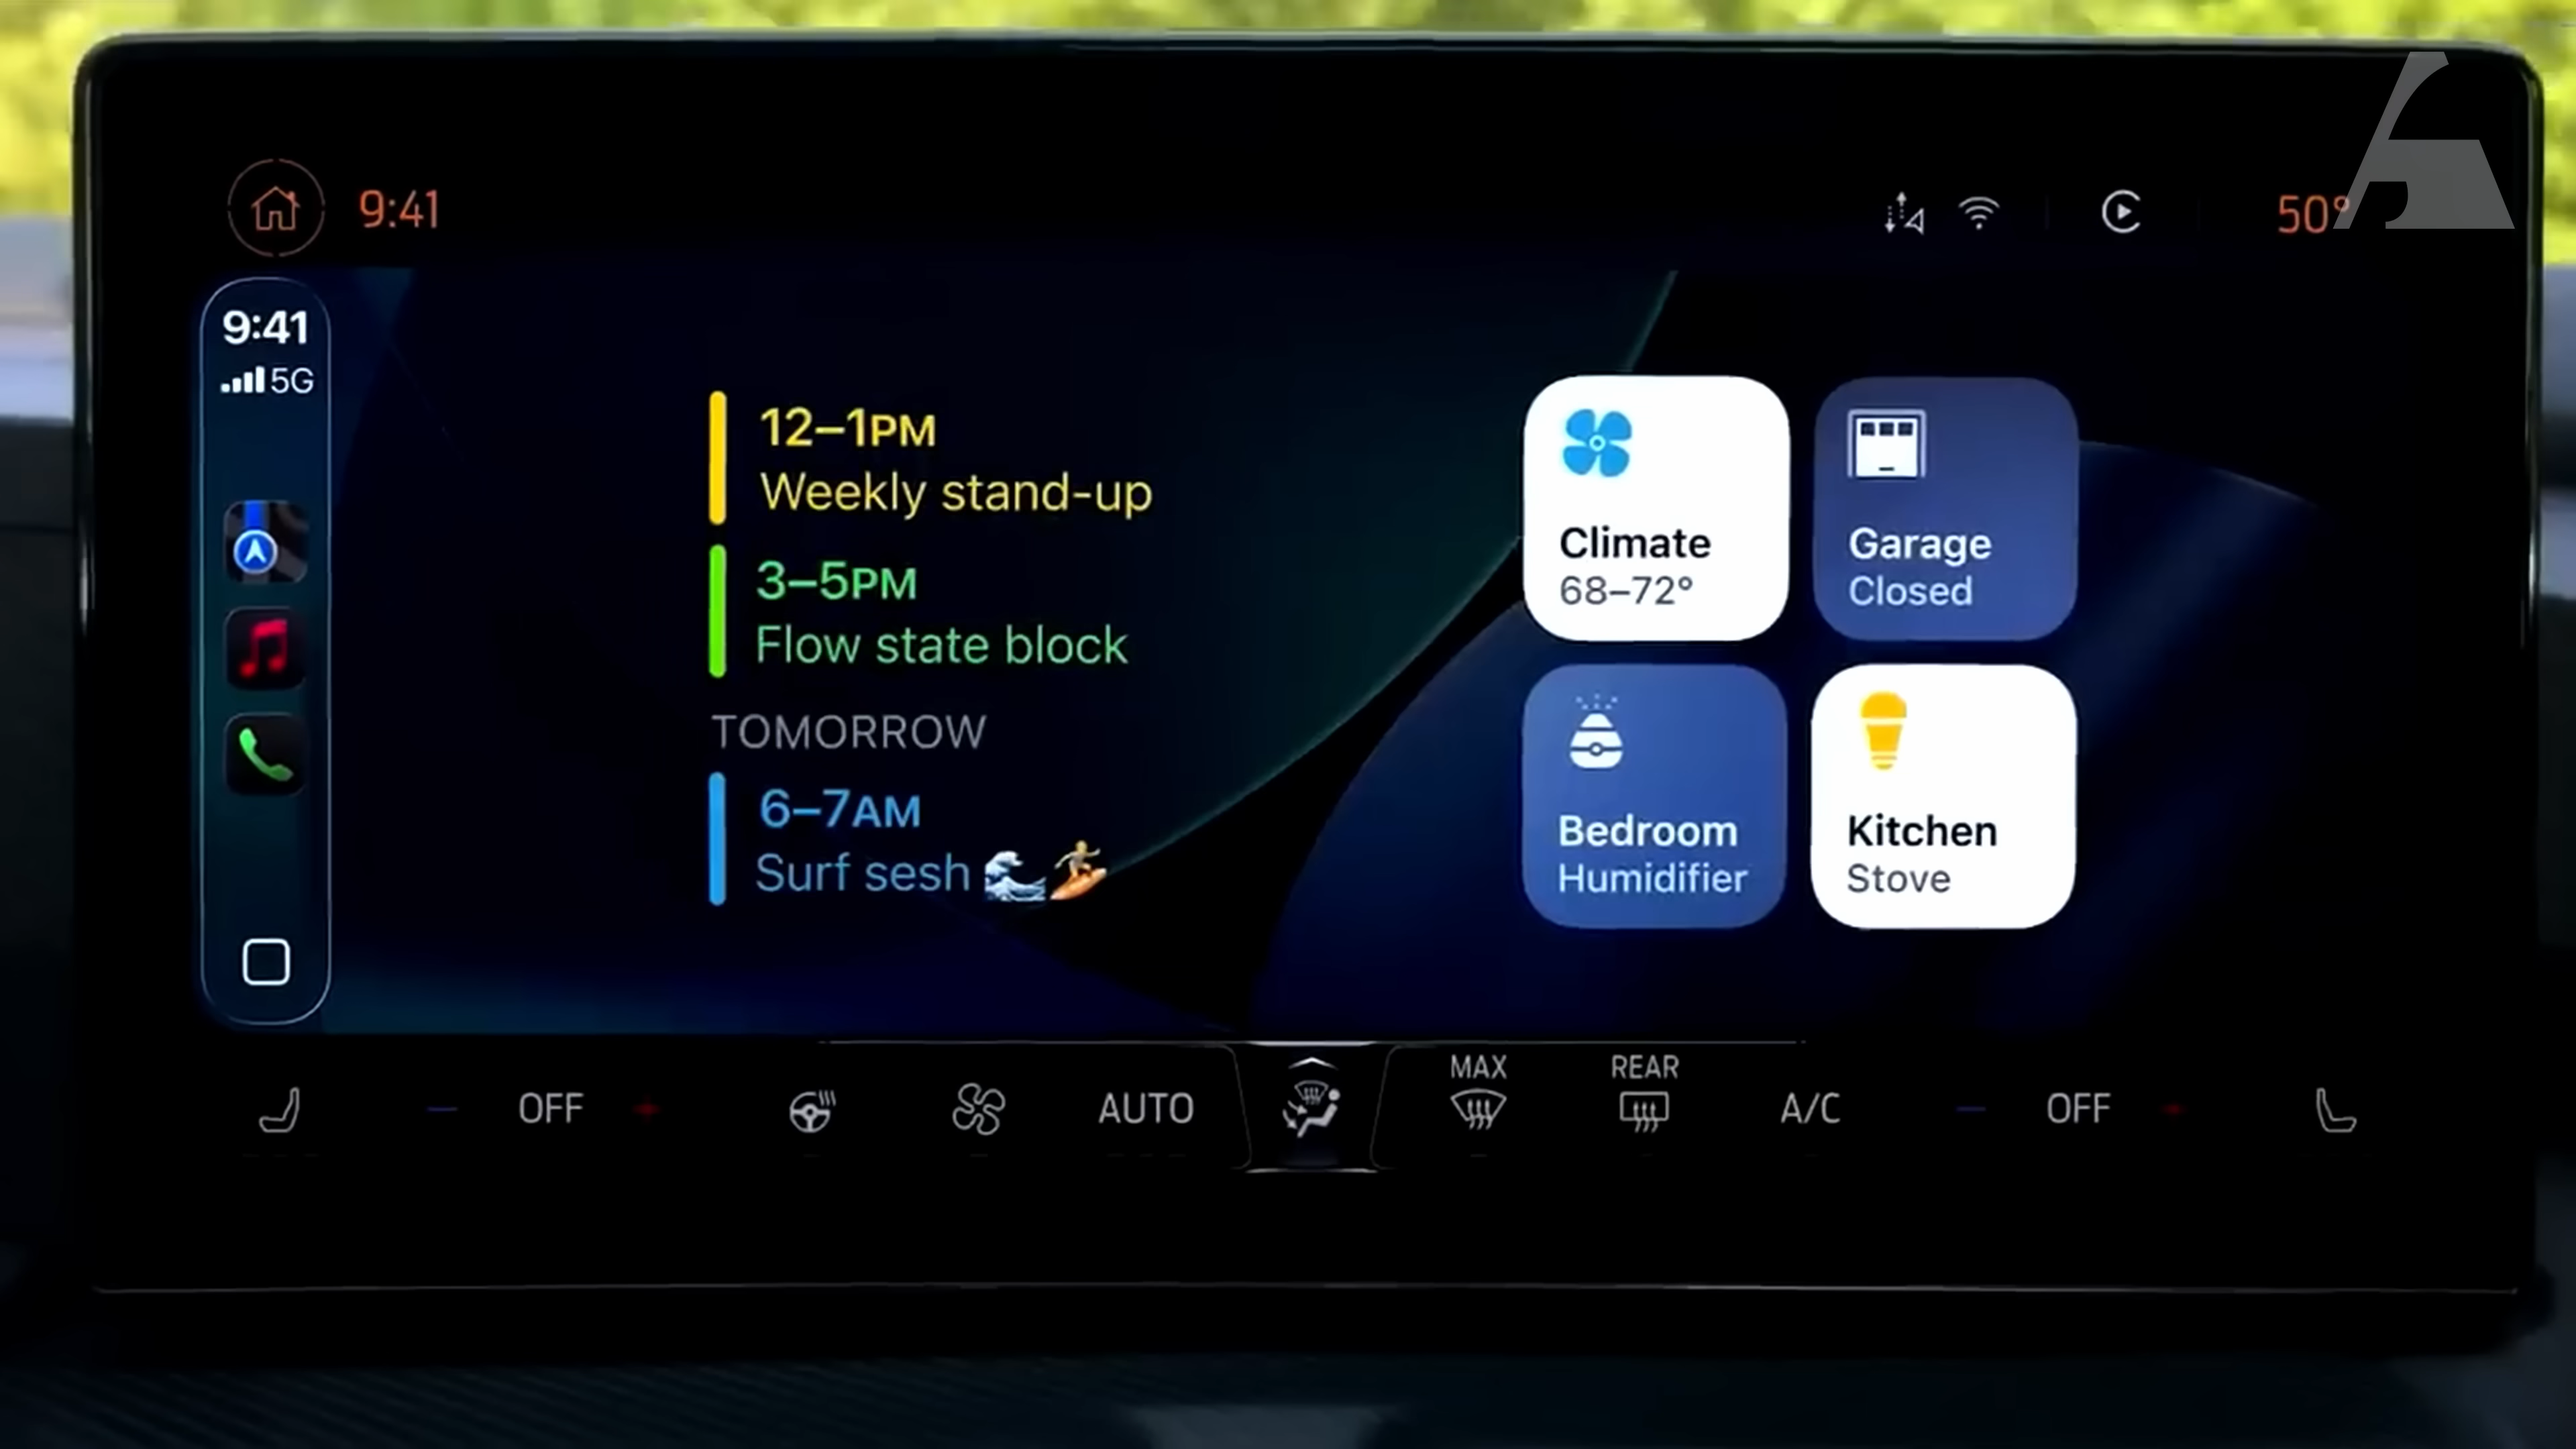 9:41
50°
9:41
5G
12–1PM
Weekly stand-up
3–5PM
Flow state block
TOMORROW
6–7AM
Surf sesh 🌊🏄
Climate
68–72°
Garage
Closed
Bedroom
Humidifier
Kitchen
Stove
OFF
AUTO
MAX
REAR
A/C
OFF